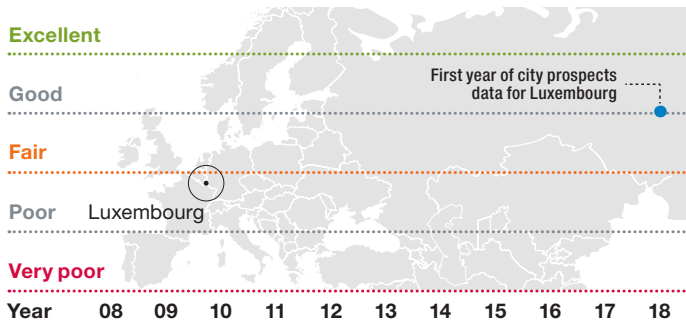 Excellent
First year of city prospects
data for Luxembourg
Good
Fair
Poor
Luxembourg
Very poor
Year 08 09 10 11 12 13 14 15 16 17 18